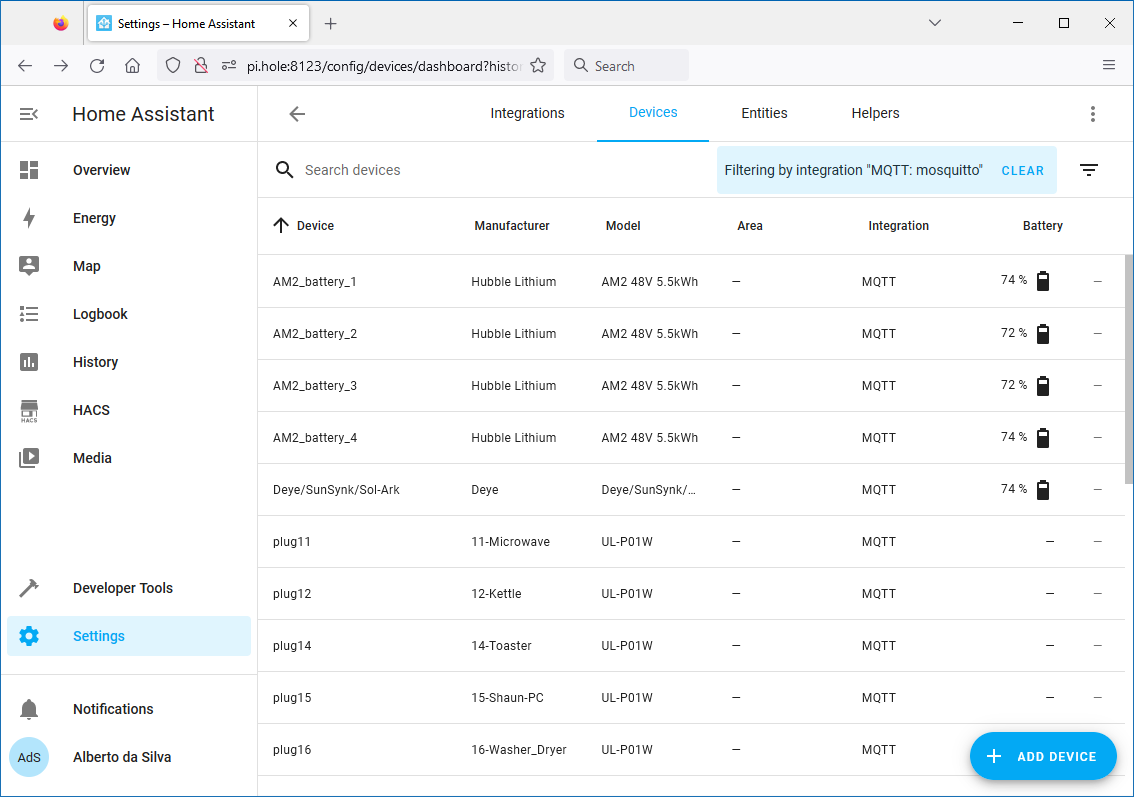 Settings – Home Assistant
pi.hole:8123/config/devices/dashboard?histo
Search
Home Assistant
Integrations Devices Entities Helpers
Overview
Energy
Map
Logbook
History
HACS
HACS
Media
Developer Tools
Settings
Notifications
AdS Alberto da Silva
Search devices
Filtering by integration "MQTT: mosquitto" CLEAR
Device Manufacturer Model Area Integration Battery
AM2_battery_1 Hubble Lithium AM2 48V 5.5kWh — MQTT 74 % —
AM2_battery_2 Hubble Lithium AM2 48V 5.5kWh — MQTT 72 % —
AM2_battery_3 Hubble Lithium AM2 48V 5.5kWh — MQTT 72 % —
AM2_battery_4 Hubble Lithium AM2 48V 5.5kWh — MQTT 74 % —
Deye/SunSynk/Sol-Ark Deye Deye/SunSynk/... — MQTT 74 % —
plug11 11-Microwave UL-P01W — MQTT — —
plug12 12-Kettle UL-P01W — MQTT — —
plug14 14-Toaster UL-P01W — MQTT — —
plug15 15-Shaun-PC UL-P01W — MQTT — —
plug16 16-Washer_Dryer UL-P01W — MQTT
ADD DEVICE